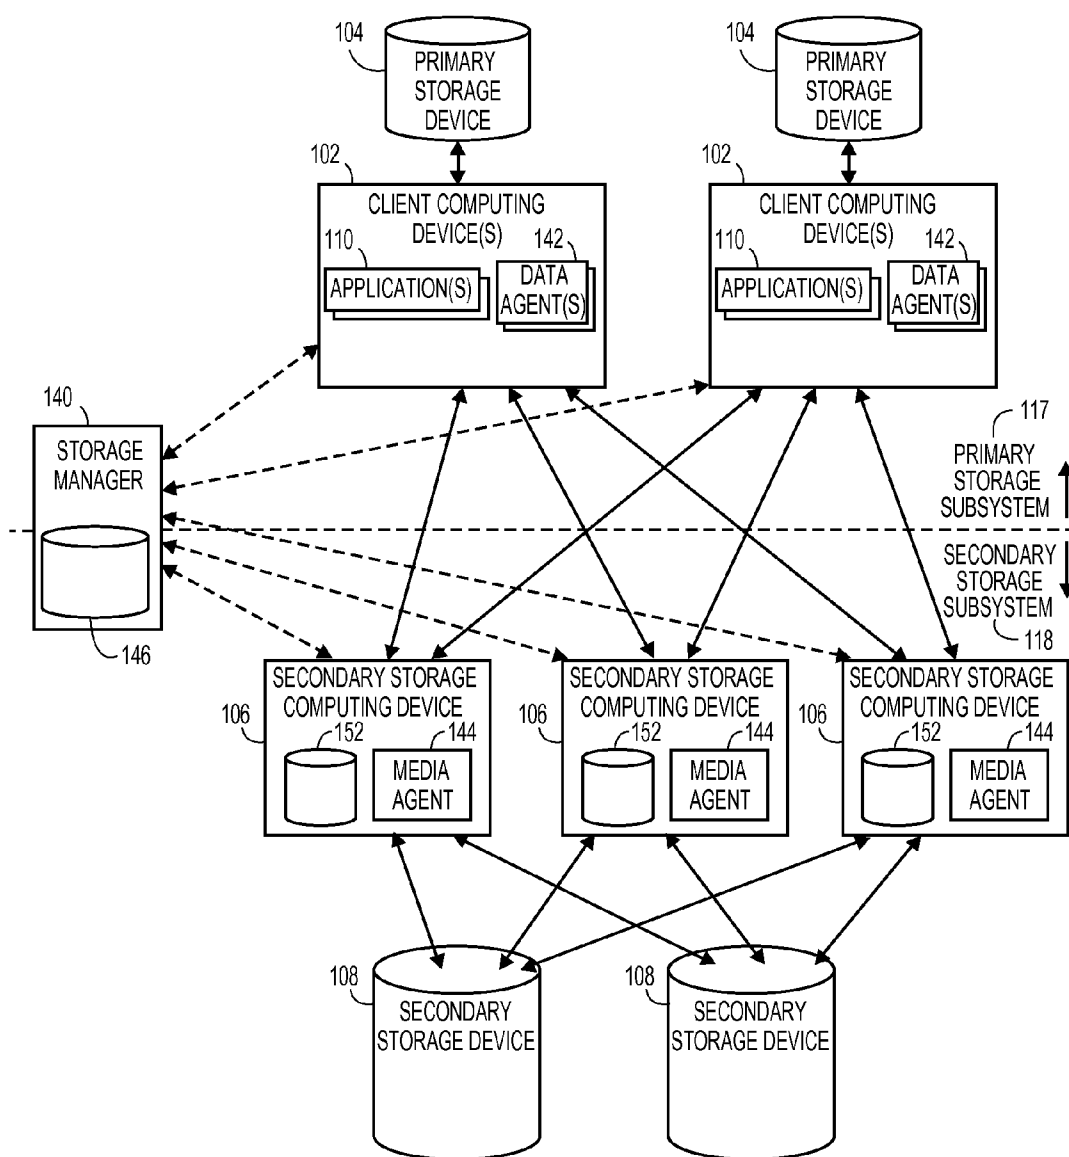 104
PRIMARY
STORAGE
DEVICE
104
PRIMARY
STORAGE
DEVICE
102
CLIENT COMPUTING
DEVICE(S)
110
142
APPLICATION(S)
DATA
AGENT(S)
102
CLIENT COMPUTING
DEVICE(S)
110
142
APPLICATION(S)
DATA
AGENT(S)
140
STORAGE
MANAGER
146
117
PRIMARY
STORAGE
SUBSYSTEM
SECONDARY
STORAGE
SUBSYSTEM
118
SECONDARY STORAGE
COMPUTING DEVICE
106
152
144
MEDIA
AGENT
SECONDARY STORAGE
COMPUTING DEVICE
106
152
144
MEDIA
AGENT
SECONDARY STORAGE
COMPUTING DEVICE
106
152
144
MEDIA
AGENT
108
SECONDARY
STORAGE DEVICE
108
SECONDARY
STORAGE DEVICE